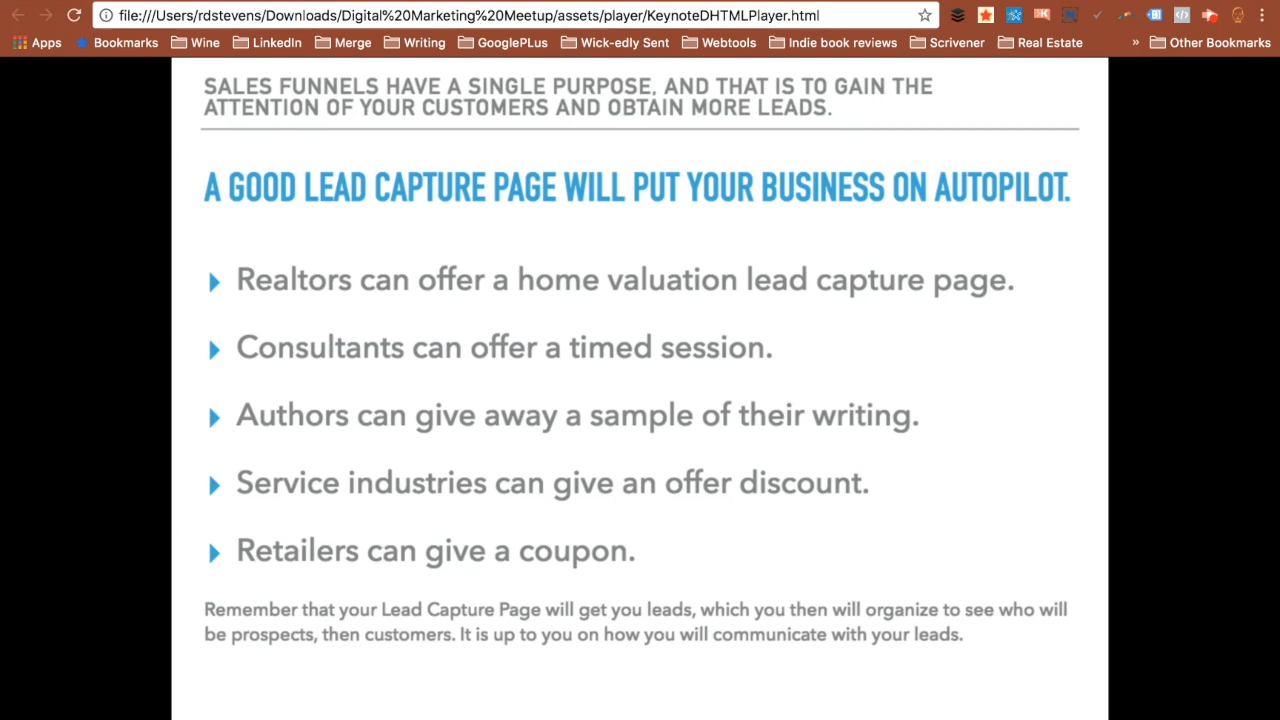 file:///Users/rdstevens/Downloads/Digital%20Marketing%20Meetup/assets/player/KeynoteDHTMLPlayer.html
Apps Bookmarks Wine LinkedIn Merge Writing GooglePLus Wick-edly Sent Webtools Indie book reviews Scrivener Real Estate » Other Bookmarks
SALES FUNNELS HAVE A SINGLE PURPOSE, AND THAT IS TO GAIN THE
ATTENTION OF YOUR CUSTOMERS AND OBTAIN MORE LEADS.
A GOOD LEAD CAPTURE PAGE WILL PUT YOUR BUSINESS ON AUTOPILOT.
Realtors can offer a home valuation lead capture page.
Consultants can offer a timed session.
Authors can give away a sample of their writing.
Service industries can give an offer discount.
Retailers can give a coupon.
Remember that your Lead Capture Page will get you leads, which you then will organize to see who will
be prospects, then customers. It is up to you on how you will communicate with your leads.